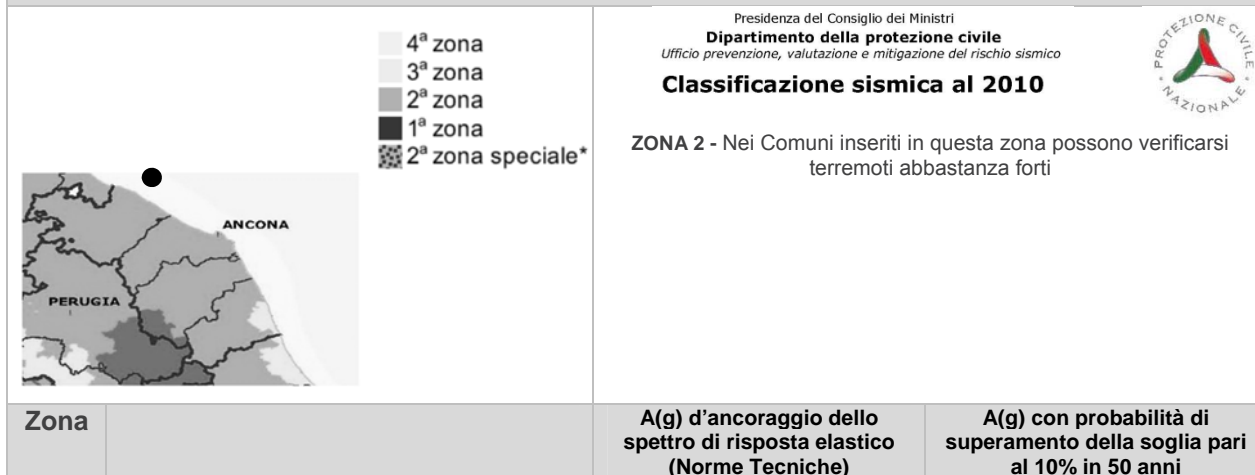 4ª zona
3ª zona
2ª zona
1ª zona
2ª zona speciale*
ANCONA
PERUGIA
Presidenza del Consiglio dei Ministri
Dipartimento della protezione civile
Ufficio prevenzione, valutazione e mitigazione del rischio sismico
Classificazione sismica al 2010
PROTEZIONE CIVILE
NAZIONALE
ZONA 2 - Nei Comuni inseriti in questa zona possono verificarsi
terremoti abbastanza forti
Zona
A(g) d’ancoraggio dello
spettro di risposta elastico
(Norme Tecniche)
A(g) con probabilità di
superamento della soglia pari
al 10% in 50 anni